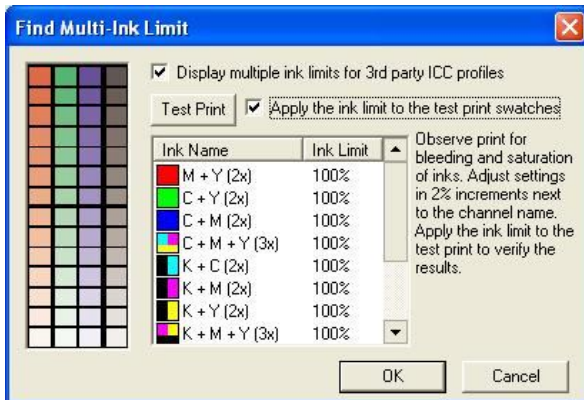 Find Multi-Ink Limit
Display multiple ink limits for 3rd party ICC profiles
Test Print
Apply the ink limit to the test print swatches
Ink Name Ink Limit
M + Y (2x) 100%
C + Y (2x) 100%
C + M (2x) 100%
C + M + Y (3x) 100%
K + C (2x) 100%
K + M (2x) 100%
K + Y (2x) 100%
K + M + Y (3x) 100%
Observe print for
bleeding and saturation
of inks. Adjust settings
in 2% increments next
to the channel name.
Apply the ink limit to the
test print to verify the
results.
OK
Cancel